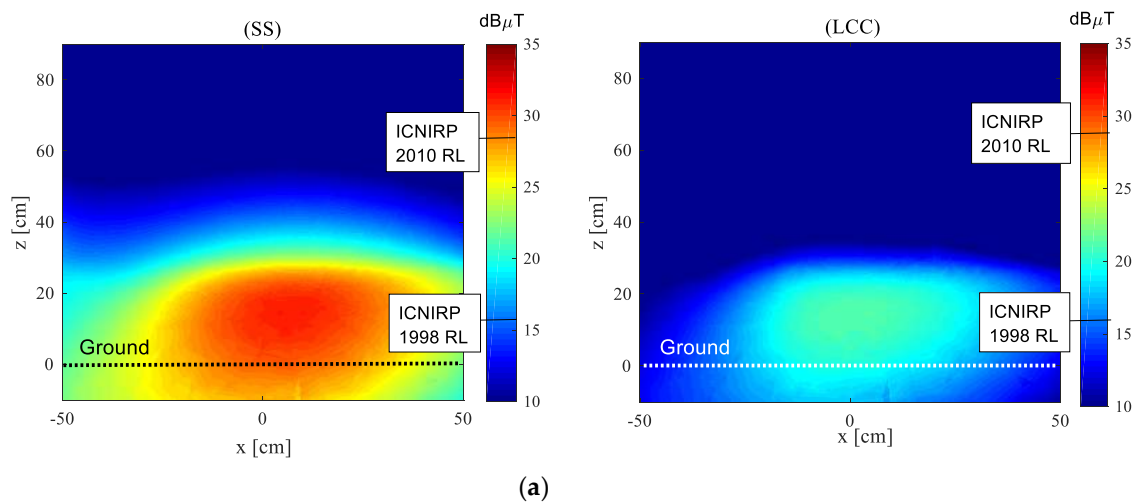 (SS)
dBμT
80
60
40
20
0
z [cm]
-50
0
50
x [cm]
Ground
ICNIRP
2010 RL
ICNIRP
1998 RL
35
30
25
20
15
10
(LCC)
dBμT
80
60
40
20
0
z [cm]
-50
0
50
x [cm]
Ground
ICNIRP
2010 RL
ICNIRP
1998 RL
35
30
25
20
15
10
(a)